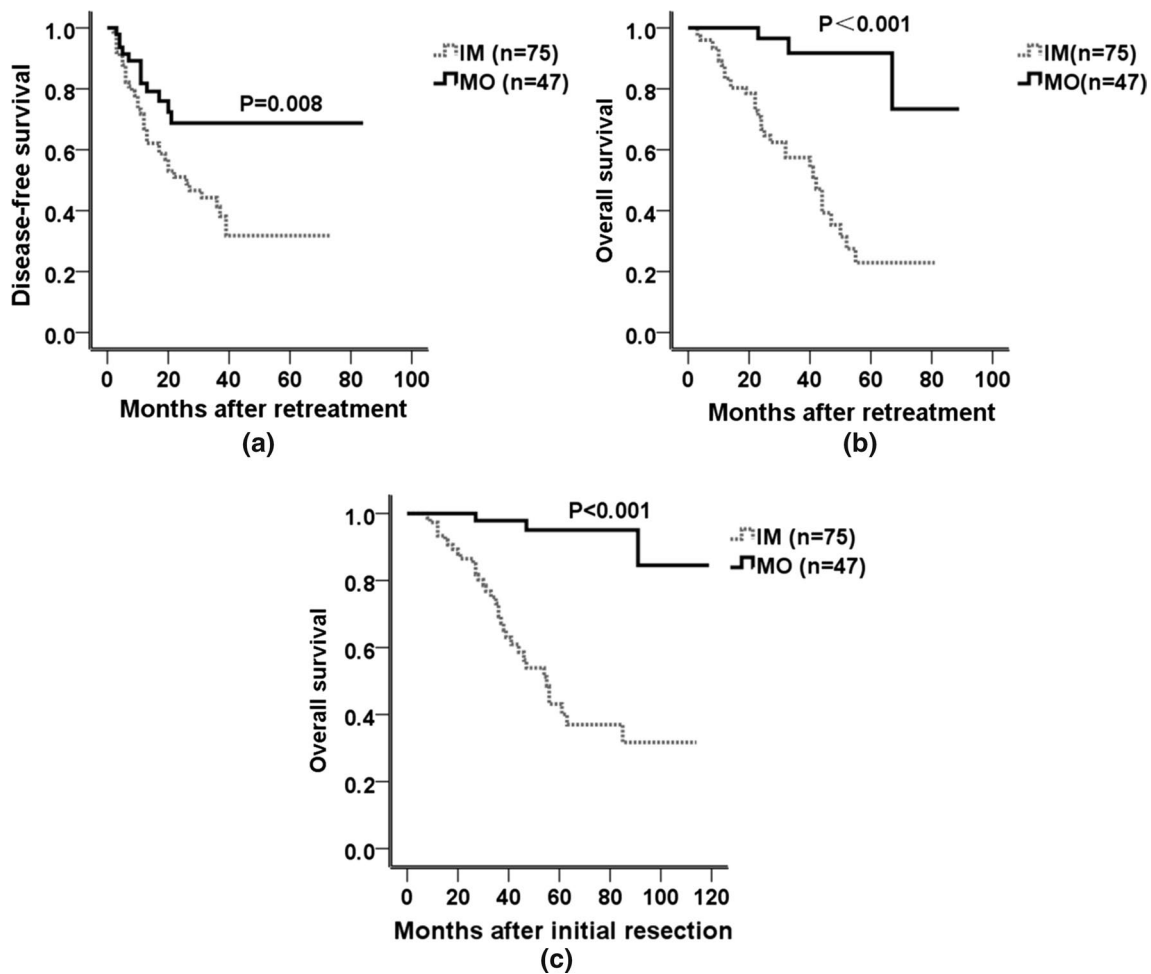 1.0
0.8
0.6
0.4
0.2
0.0
Disease-free survival
IM (n=75)
MO (n=47)
P=0.008
0 20 40 60 80 100
Months after retreatment
(a)
1.0
0.8
0.6
0.4
0.2
0.0
Overall survival
P<0.001
IM(n=75)
MO(n=47)
0 20 40 60 80 100
Months after retreatment
(b)
1.0
0.8
0.6
0.4
0.2
0.0
Overall survival
P<0.001
IM (n=75)
MO (n=47)
0 20 40 60 80 100 120
Months after initial resection
(c)